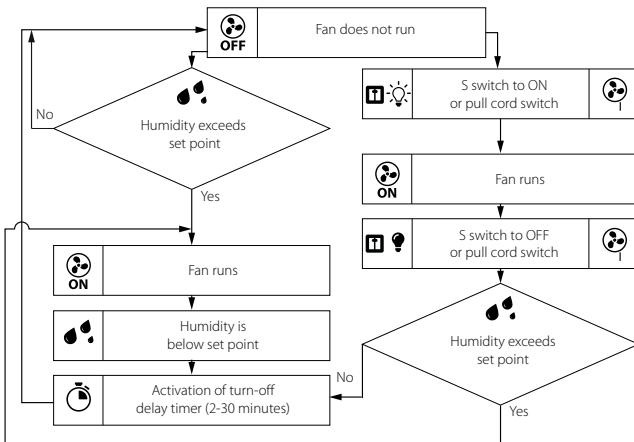 OFF
Fan does not run
No
Humidity exceeds
set point
Yes
ON
Fan runs
Humidity is
below set point
Activation of turn-off
delay timer (2-30 minutes)
S switch to ON
or pull cord switch
ON
Fan runs
S switch to OFF
or pull cord switch
Humidity exceeds
set point
No
Yes